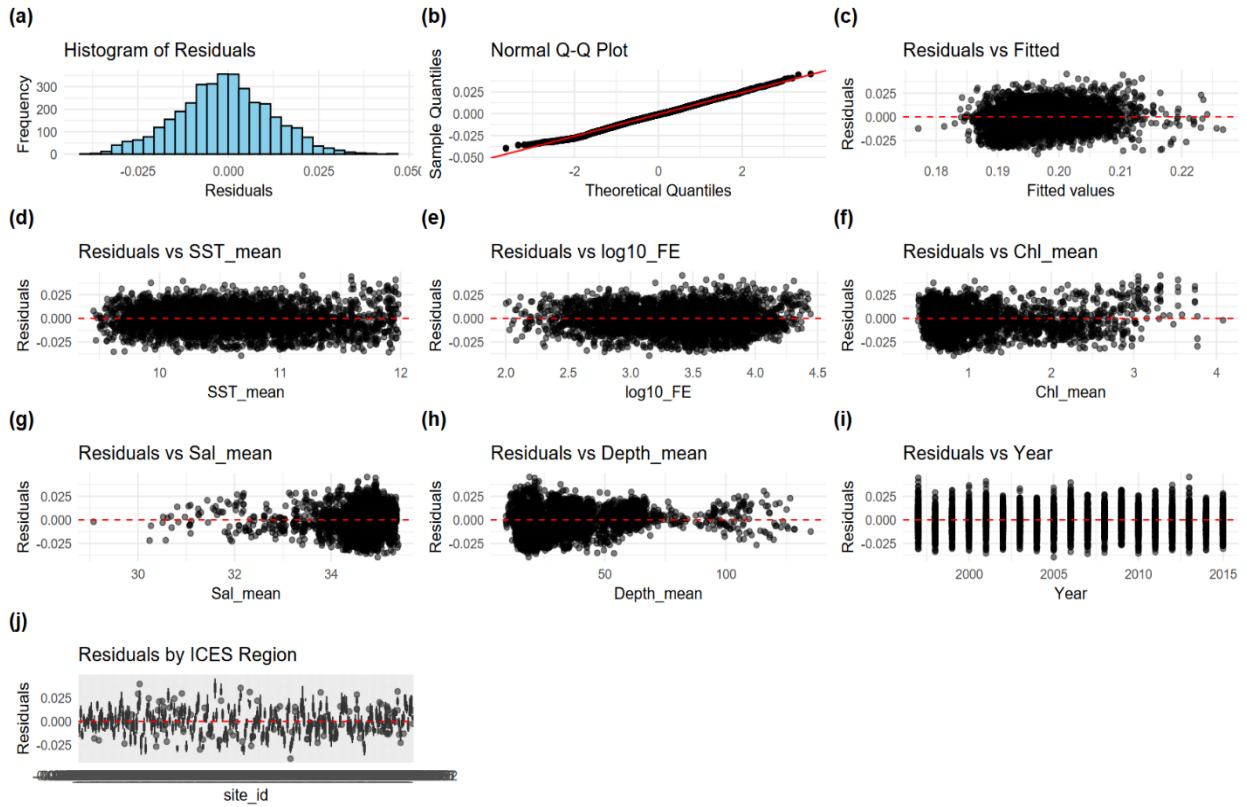 (a)
Histogram of Residuals
Frequency
300
200
100
0
-0.025
0.000
0.025
0.050
Residuals
(b)
Normal Q-Q Plot
Sample Quantiles
0.025
0.000
-0.025
-0.050
-2
0
2
Theoretical Quantiles
(c)
Residuals vs Fitted
Residuals
0.025
0.000
-0.025
0.18
0.19
0.20
0.21
0.22
Fitted values
(d)
Residuals vs SST_mean
Residuals
0.025
0.000
-0.025
10
11
12
SST_mean
(e)
Residuals vs log10_FE
Residuals
0.025
0.000
-0.025
2.0
2.5
3.0
3.5
4.0
4.5
log10_FE
(f)
Residuals vs Chl_mean
Residuals
0.025
0.000
-0.025
1
2
3
4
Chl_mean
(g)
Residuals vs Sal_mean
Residuals
0.025
0.000
-0.025
30
32
34
Sal_mean
(h)
Residuals vs Depth_mean
Residuals
0.025
0.000
-0.025
50
100
Depth_mean
(i)
Residuals vs Year
Residuals
0.025
0.000
-0.025
2000
2005
2010
2015
Year
(j)
Residuals by ICES Region
Residuals
0.025
0.000
-0.025
site_id